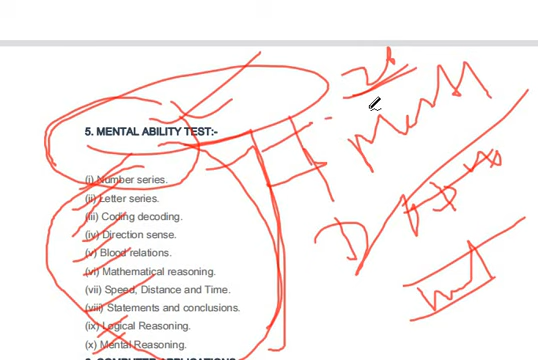 5. MENTAL ABILITY TEST:-
(i) Number series.
(ii) Letter series.
(iii) Coding decoding.
(iv) Direction sense.
(v) Blood relations.
(vi) Mathematical reasoning.
(vii) Speed, Distance and Time.
(viii) Statements and conclusions.
(ix) Logical Reasoning.
(x) Mental Reasoning.